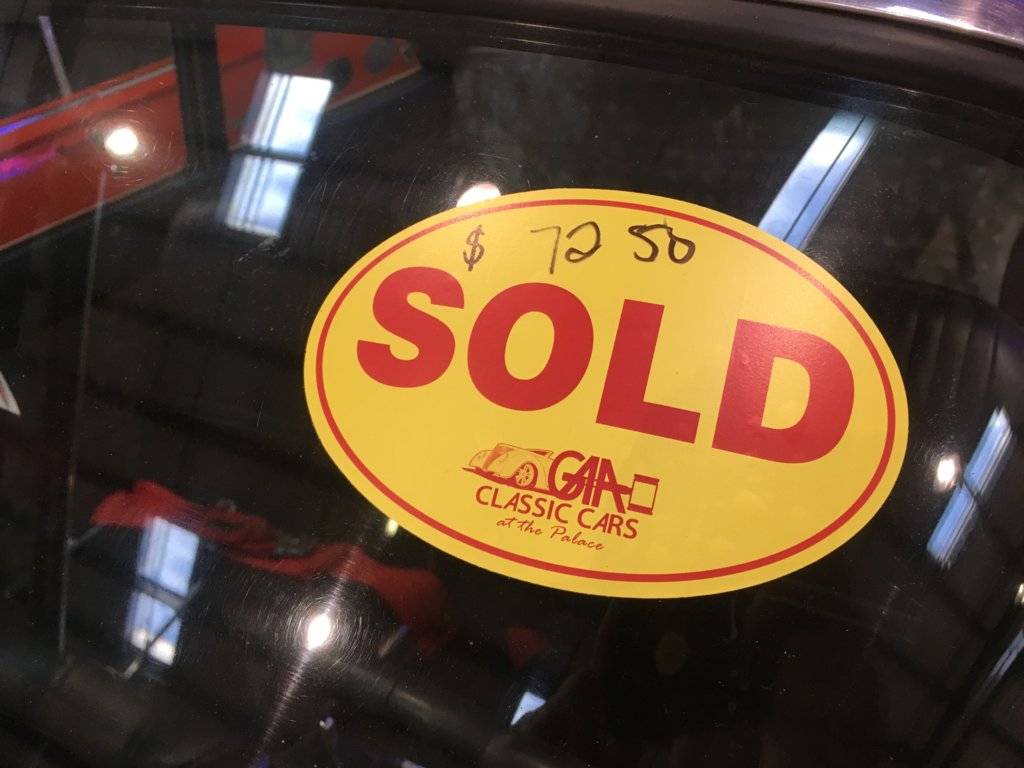 $ 72 50
SOLD
GAA
CLASSIC CARS
at the Palace